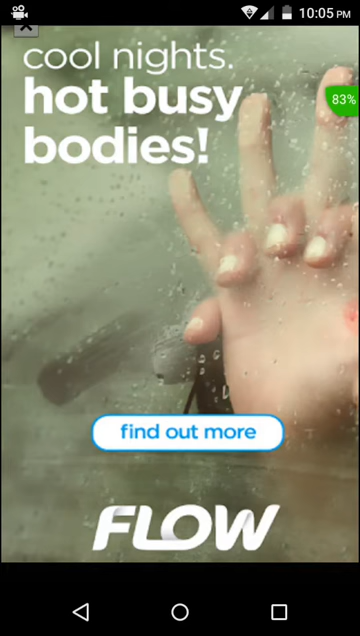 10:05 PM
83%
cool nights.
hot busy
bodies!
find out more
FLOW